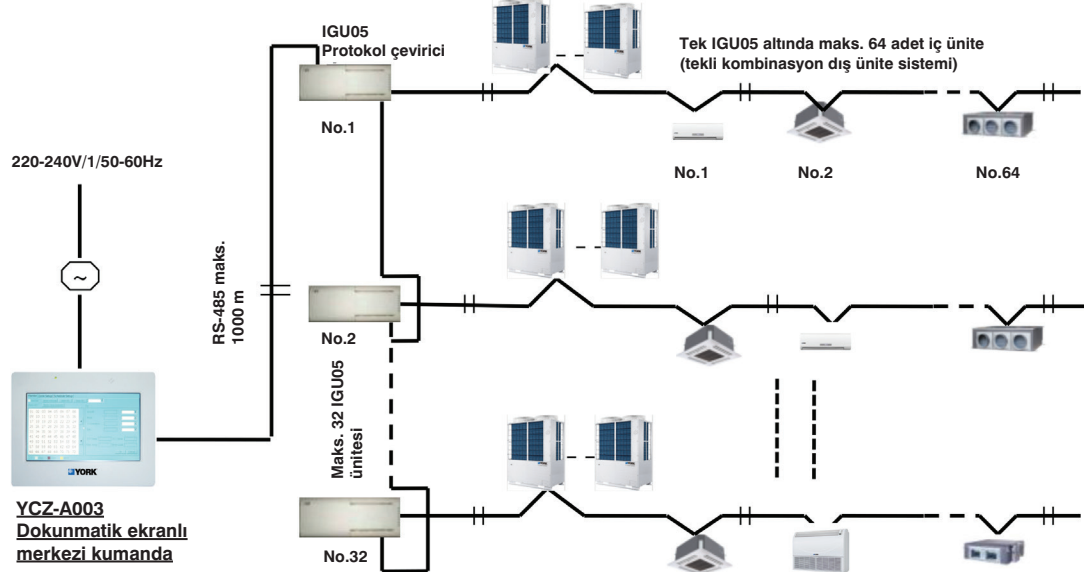 IGU05
Protokol çevirici
Tek IGU05 altında maks. 64 adet iç ünite
(tekli kombinasyon dış ünite sistemi)
No.1
No.1
No.2
No.64
220-240V/1/50-60Hz
~
RS-485 maks.
1000 m
No.2
Maks. 32 IGU05
ünitesi
YORK
YCZ-A003
Dokunmatik ekranlı
merkezi kumanda
No.32